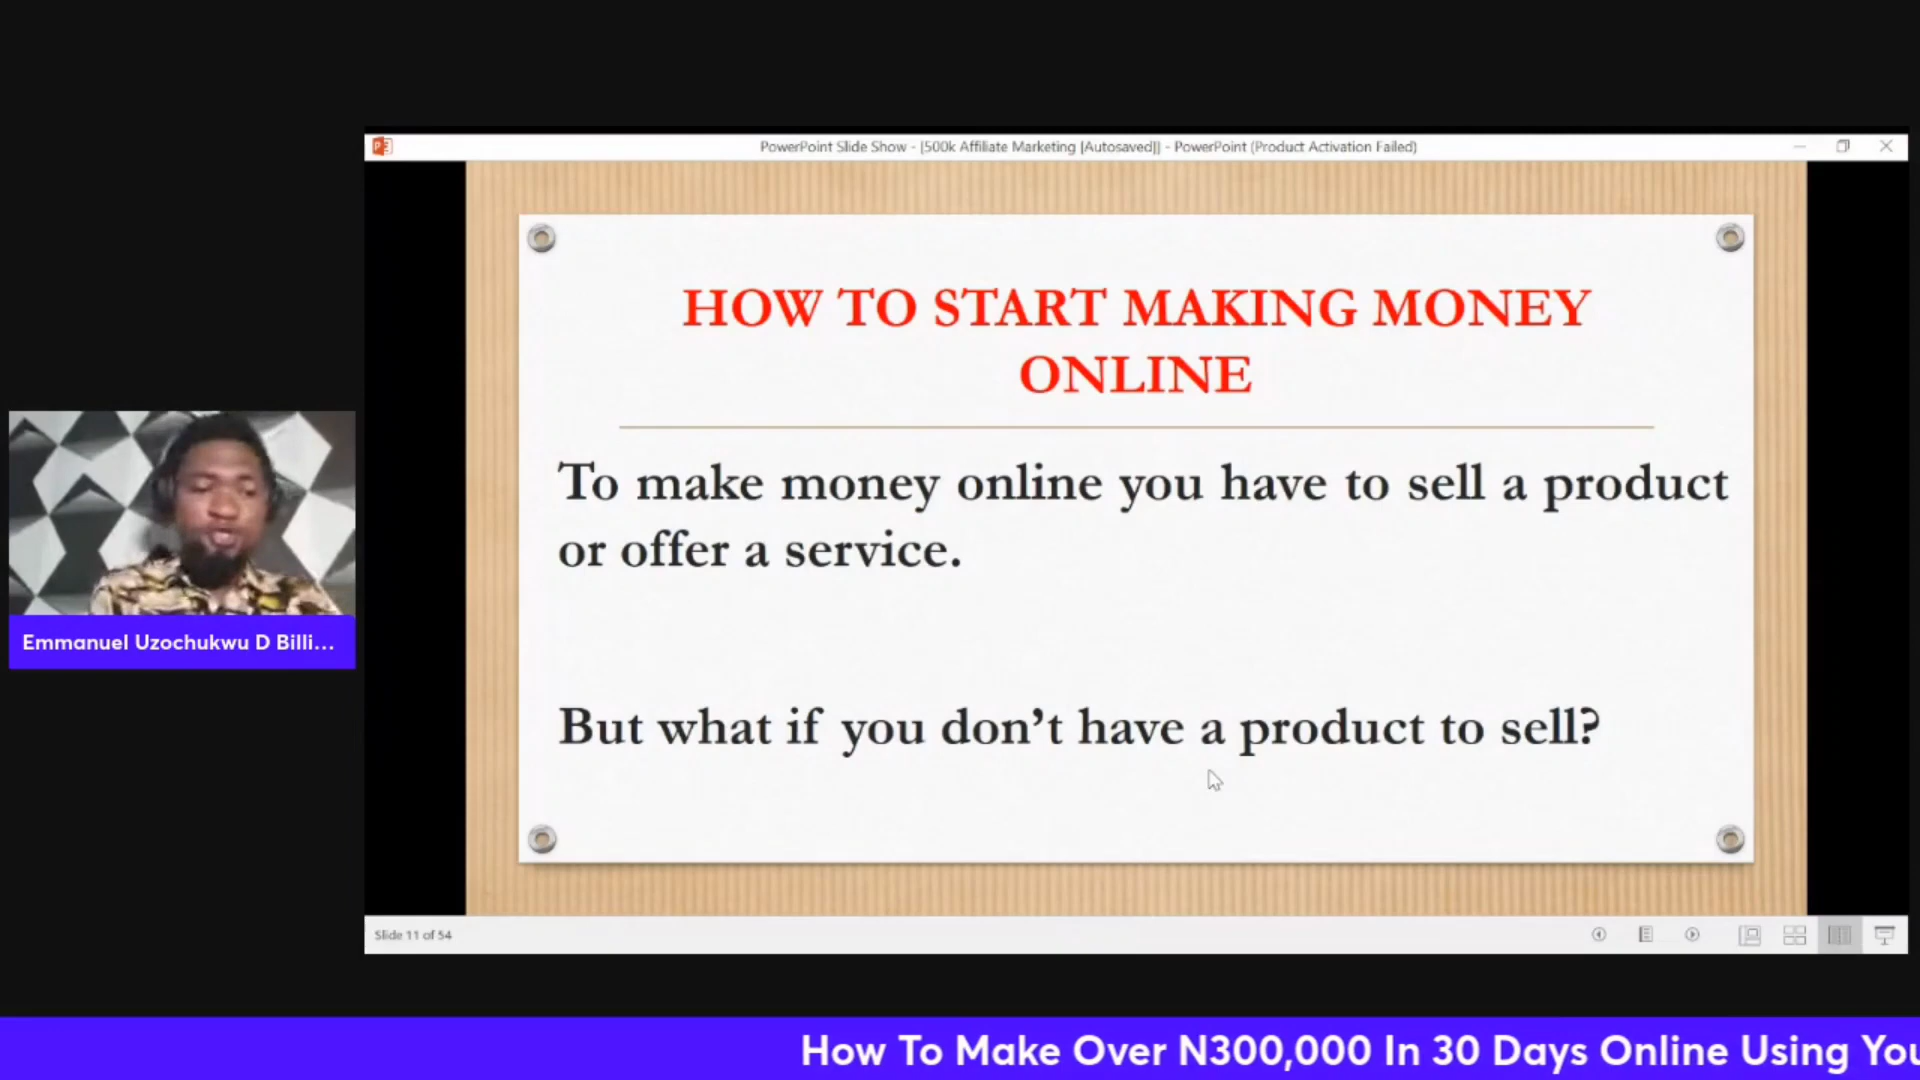 PowerPoint Slide Show - [500k Affiliate Marketing [Autosaved]] - PowerPoint (Product Activation Failed)
HOW TO START MAKING MONEY
ONLINE
To make money online you have to sell a product
or offer a service.
But what if you don't have a product to sell?
Emmanuel Uzochukwu D Billi...
Slide 11 of 54
How To Make Over N300,000 In 30 Days Online Using You